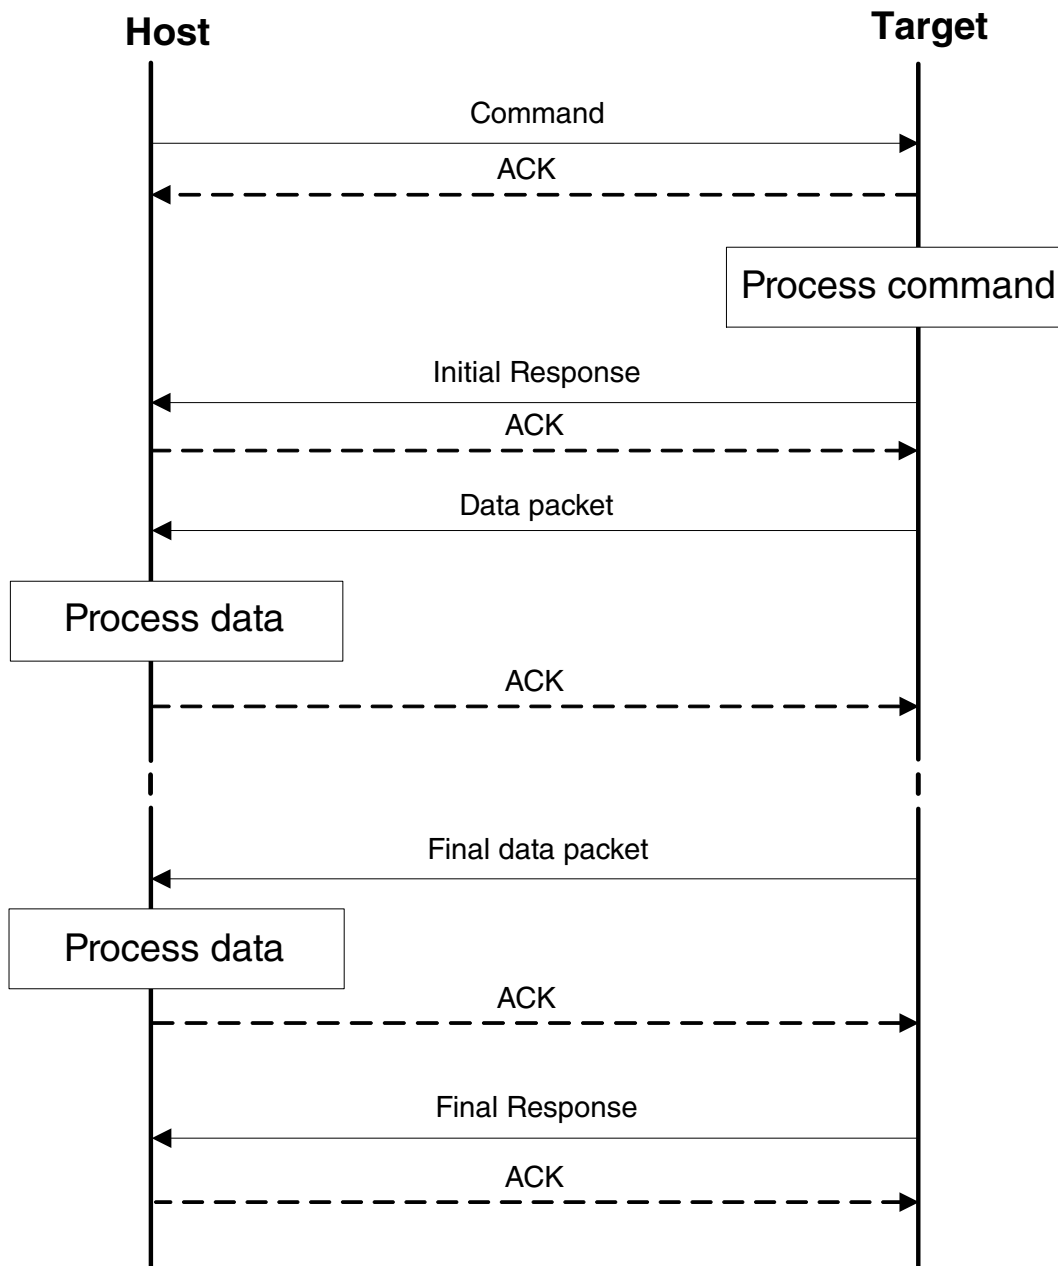 Host
Target
Command
ACK
Process command
Initial Response
ACK
Data packet
Process data
ACK
Final data packet
Process data
ACK
Final Response
ACK